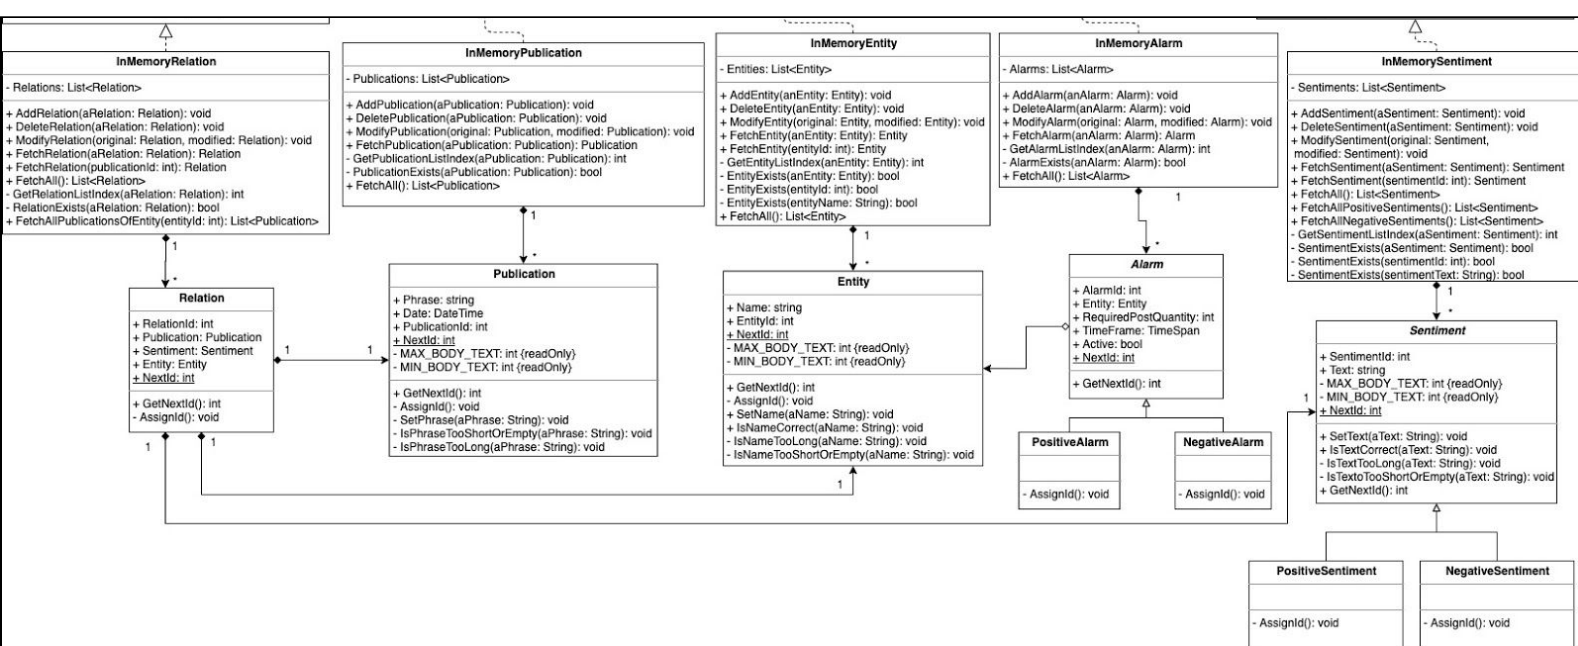 InMemoryRelation
- Relations: List<Relation>
+ AddRelation(aRelation: Relation): void
+ DeleteRelation(aRelation: Relation): void
+ ModifyRelation(original: Relation, modified: Relation): void
+ FetchRelation(aRelation: Relation): Relation
+ FetchRelation(publicationId: int): Relation
+ FetchAll(): List<Relation>
- GetRelationListIndex(aRelation: Relation): int
- RelationExists(aRelation: Relation): bool
+ FetchAllPublicationsOfEntity(entityId: int): List<Publication>
InMemoryPublication
- Publications: List<Publication>
+ AddPublication(aPublication: Publication): void
+ DeletePublication(aPublication: Publication): void
+ ModifyPublication(original: Publication, modified: Publication): void
+ FetchPublication(aPublication: Publication): Publication
- GetPublicationListIndex(aPublication: Publication): int
- PublicationExists(aPublication: Publication): bool
+ FetchAll(): List<Publication>
InMemoryEntity
- Entities: List<Entity>
+ AddEntity(anEntity: Entity): void
+ DeleteEntity(anEntity: Entity): void
+ ModifyEntity(original: Entity, modified: Entity): void
+ FetchEntity(anEntity: Entity): Entity
+ FetchEntity(entityId: int): Entity
- GetEntityListIndex(anEntity: Entity): int
- EntityExists(anEntity: Entity): bool
- EntityExists(entityId: int): bool
- EntityExists(entityName: String): bool
+ FetchAll(): List<Entity>
InMemoryAlarm
- Alarms: List<Alarm>
+ AddAlarm(anAlarm: Alarm): void
+ DeleteAlarm(anAlarm: Alarm): void
+ ModifyAlarm(original: Alarm, modified: Alarm): void
+ FetchAlarm(anAlarm: Alarm): Alarm
- GetAlarmListIndex(anAlarm: Alarm): int
- AlarmExists(anAlarm: Alarm): bool
+ FetchAll(): List<Alarm>
InMemorySentiment
- Sentiments: List<Sentiment>
+ AddSentiment(aSentiment: Sentiment): void
+ DeleteSentiment(aSentiment: Sentiment): void
+ ModifySentiment(original: Sentiment,
modified: Sentiment): void
+ FetchSentiment(aSentiment: Sentiment): Sentiment
+ FetchSentiment(sentimentId: int): Sentiment
+ FetchAll(): List<Sentiment>
+ FetchAllPositiveSentiments(): List<Sentiment>
+ FetchAllNegativeSentiments(): List<Sentiment>
- GetSentimentListIndex(aSentiment: Sentiment): int
- SentimentExists(aSentiment: Sentiment): bool
- SentimentExists(sentimentId: int): bool
- SentimentExists(sentimentText: String): bool
1
*
1
*
1
*
1
*
1
*
Relation
+ RelationId: int
+ Publication: Publication
+ Sentiment: Sentiment
+ Entity: Entity
+ NextId: int
+ GetNextId(): int
- AssignId(): void
1
1
Publication
+ Phrase: string
+ Date: DateTime
+ PublicationId: int
+ NextId: int
- MAX_BODY_TEXT: int {readOnly}
- MIN_BODY_TEXT: int {readOnly}
+ GetNextId(): int
- AssignId(): void
- SetPhrase(aPhrase: String): void
- IsPhraseTooShortOrEmpty(aPhrase: String): void
- IsPhraseTooLong(aPhrase: String): void
Entity
+ Name: string
+ EntityId: int
+ NextId: int
- MAX_BODY_TEXT: int {readOnly}
- MIN_BODY_TEXT: int {readOnly}
+ GetNextId(): int
- AssignId(): void
+ SetName(aName: String): void
+ IsNameCorrect(aName: String): void
- IsNameTooLong(aName: String): void
- IsNameTooShortOrEmpty(aName: String): void
Alarm
+ AlarmId: int
+ Entity: Entity
+ RequiredPostQuantity: int
+ TimeFrame: TimeSpan
+ Active: bool
+ NextId: int
+ GetNextId(): int
Sentiment
+ SentimentId: int
+ Text: string
- MAX_BODY_TEXT: int {readOnly}
- MIN_BODY_TEXT: int {readOnly}
+ NextId: int
+ SetText(aText: String): void
+ IsTextCorrect(aText: String): void
- IsTextTooLong(aText: String): void
- IsTextoTooShortOrEmpty(aText: String): void
+ GetNextId(): int
1
1
1
1
PositiveAlarm
- AssignId(): void
NegativeAlarm
- AssignId(): void
PositiveSentiment
- AssignId(): void
NegativeSentiment
- AssignId(): void